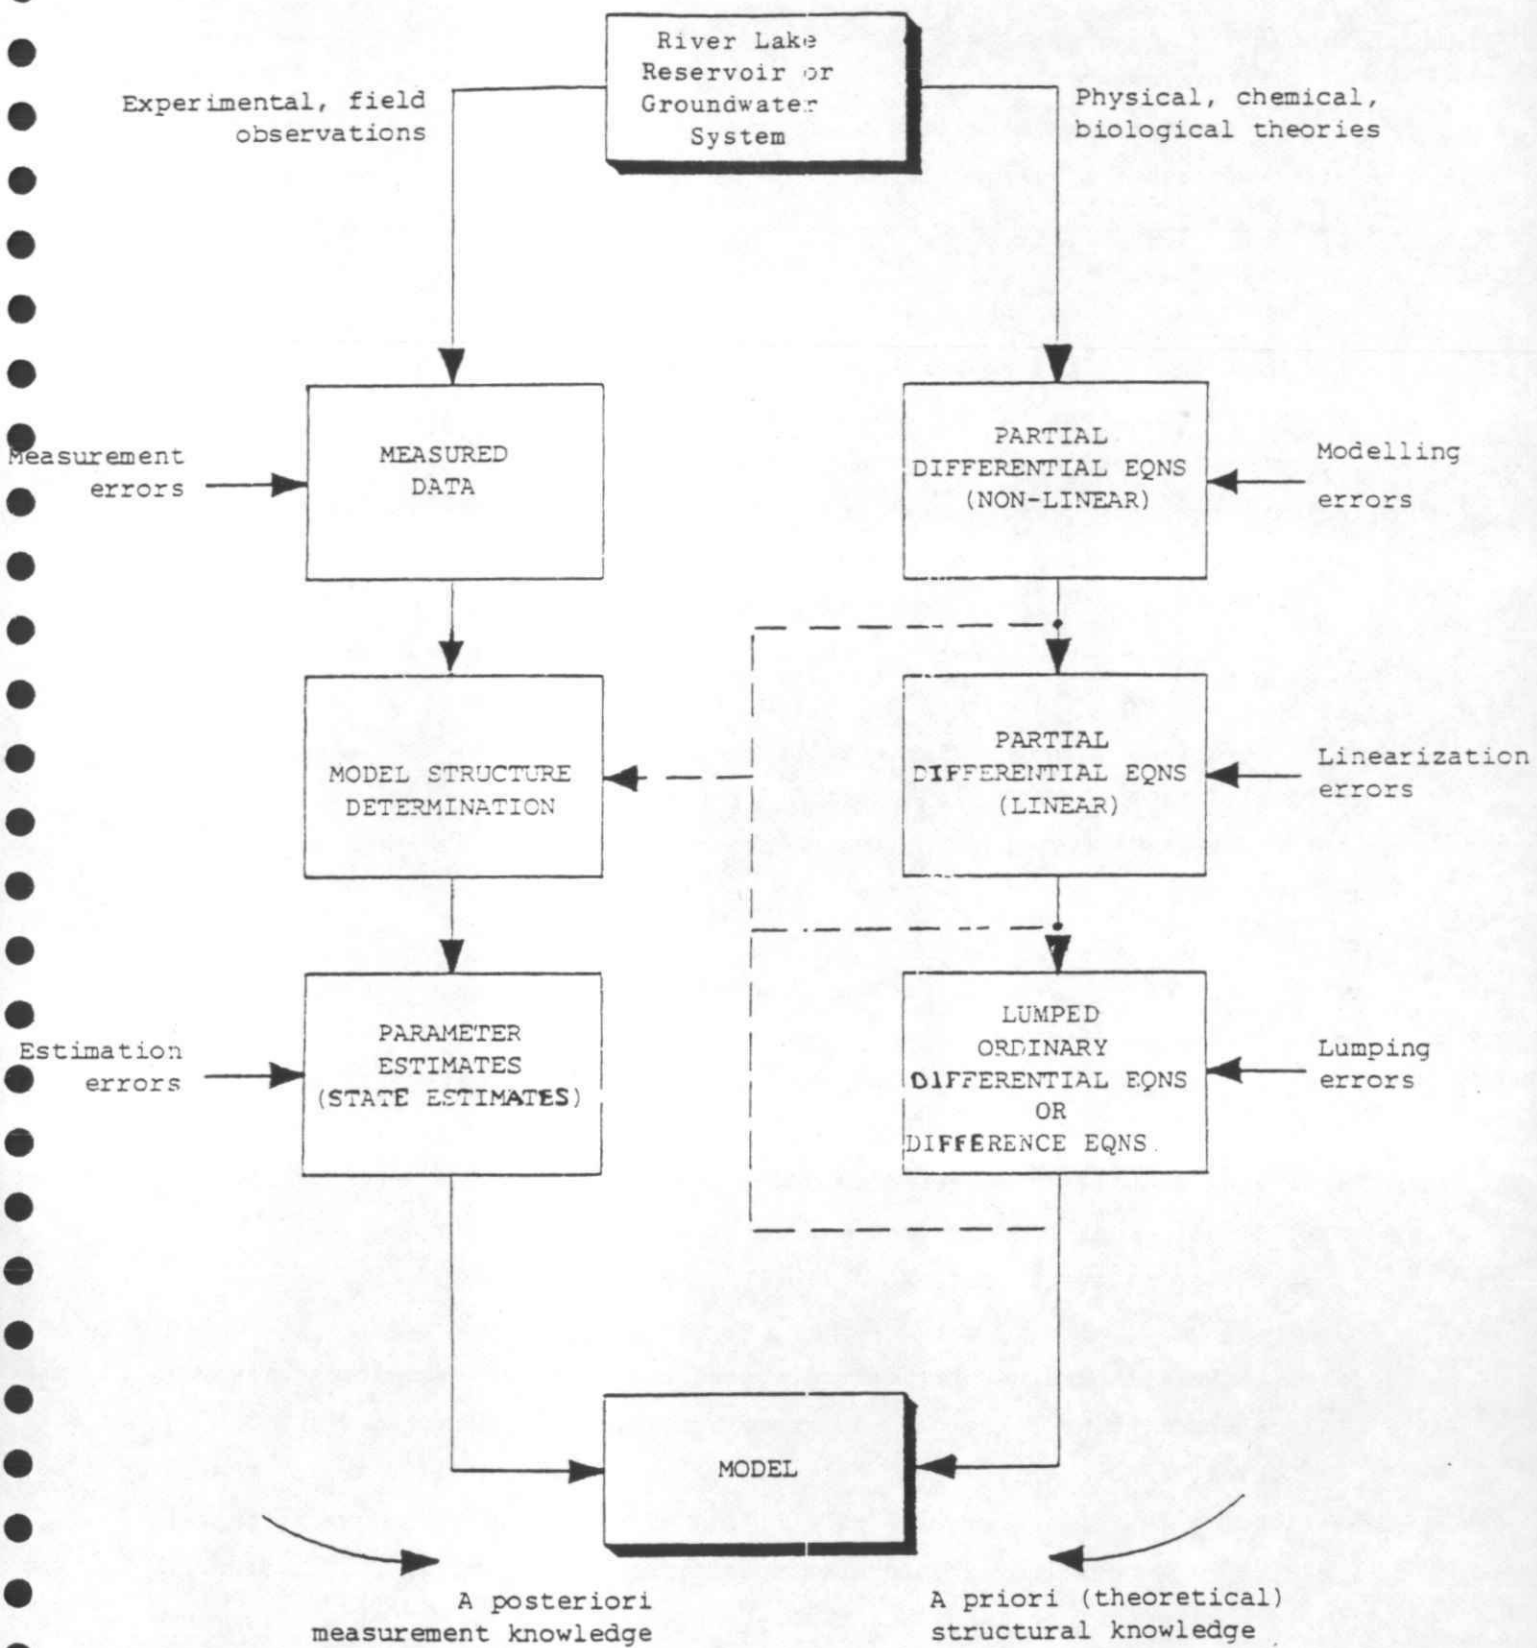 River Lake
Reservoir or
Groundwater
System
Experimental, field
observations
Physical, chemical,
biological theories
Measurement
errors
MEASURED
DATA
PARTIAL
DIFFERENTIAL EQNS
(NON-LINEAR)
Modelling
errors
MODEL STRUCTURE
DETERMINATION
PARTIAL
DIFFERENTIAL EQNS
(LINEAR)
Linearization
errors
Estimation
errors
PARAMETER
ESTIMATES
(STATE ESTIMATES)
LUMPED
ORDINARY
DIFFERENTIAL EQNS
OR
DIFFERENCE EQNS.
Lumping
errors
MODEL
A posteriori
measurement knowledge
A priori (theoretical)
structural knowledge